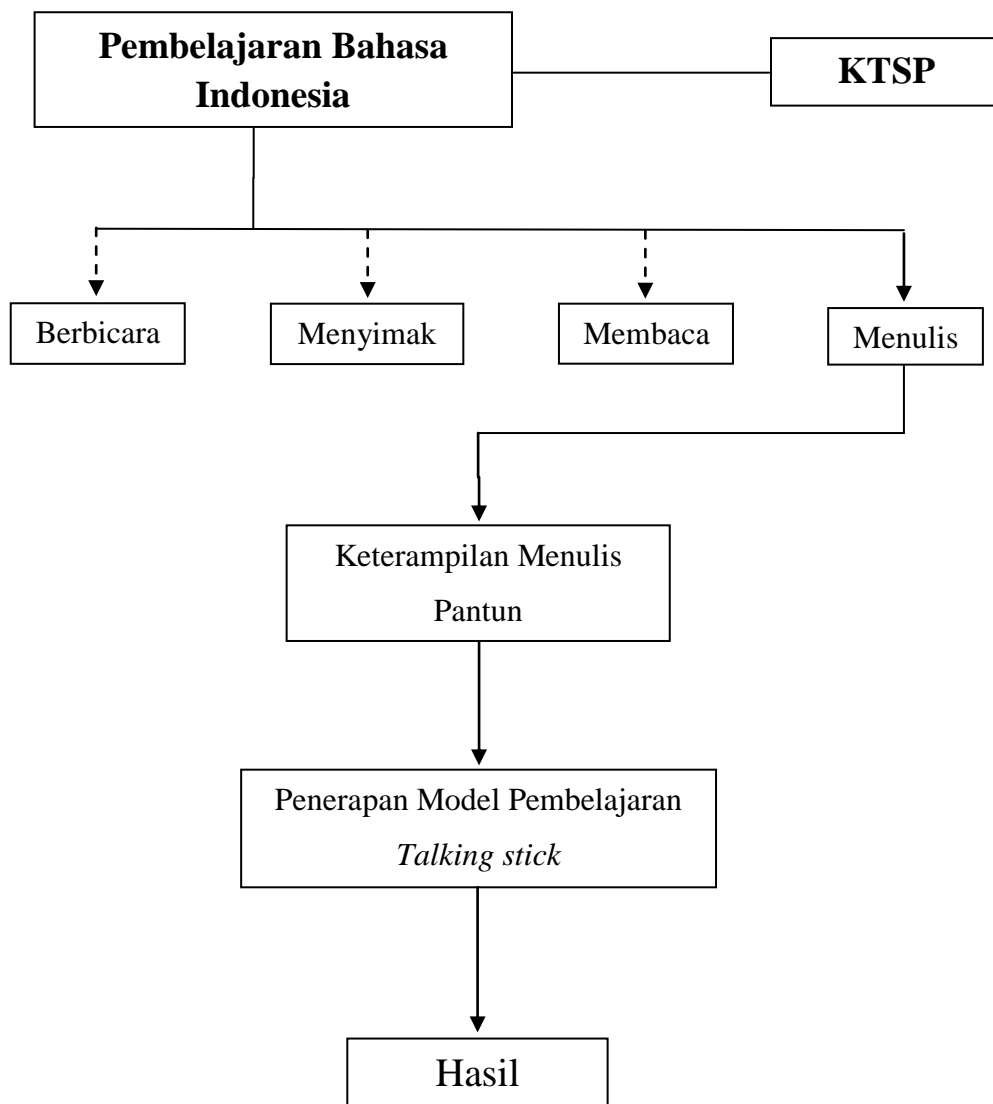 Pembelajaran Bahasa
Indonesia
KTSP
Berbicara
Menyimak
Membaca
Menulis
Keterampilan Menulis
Pantun
Penerapan Model Pembelajaran
Talking stick
Hasil